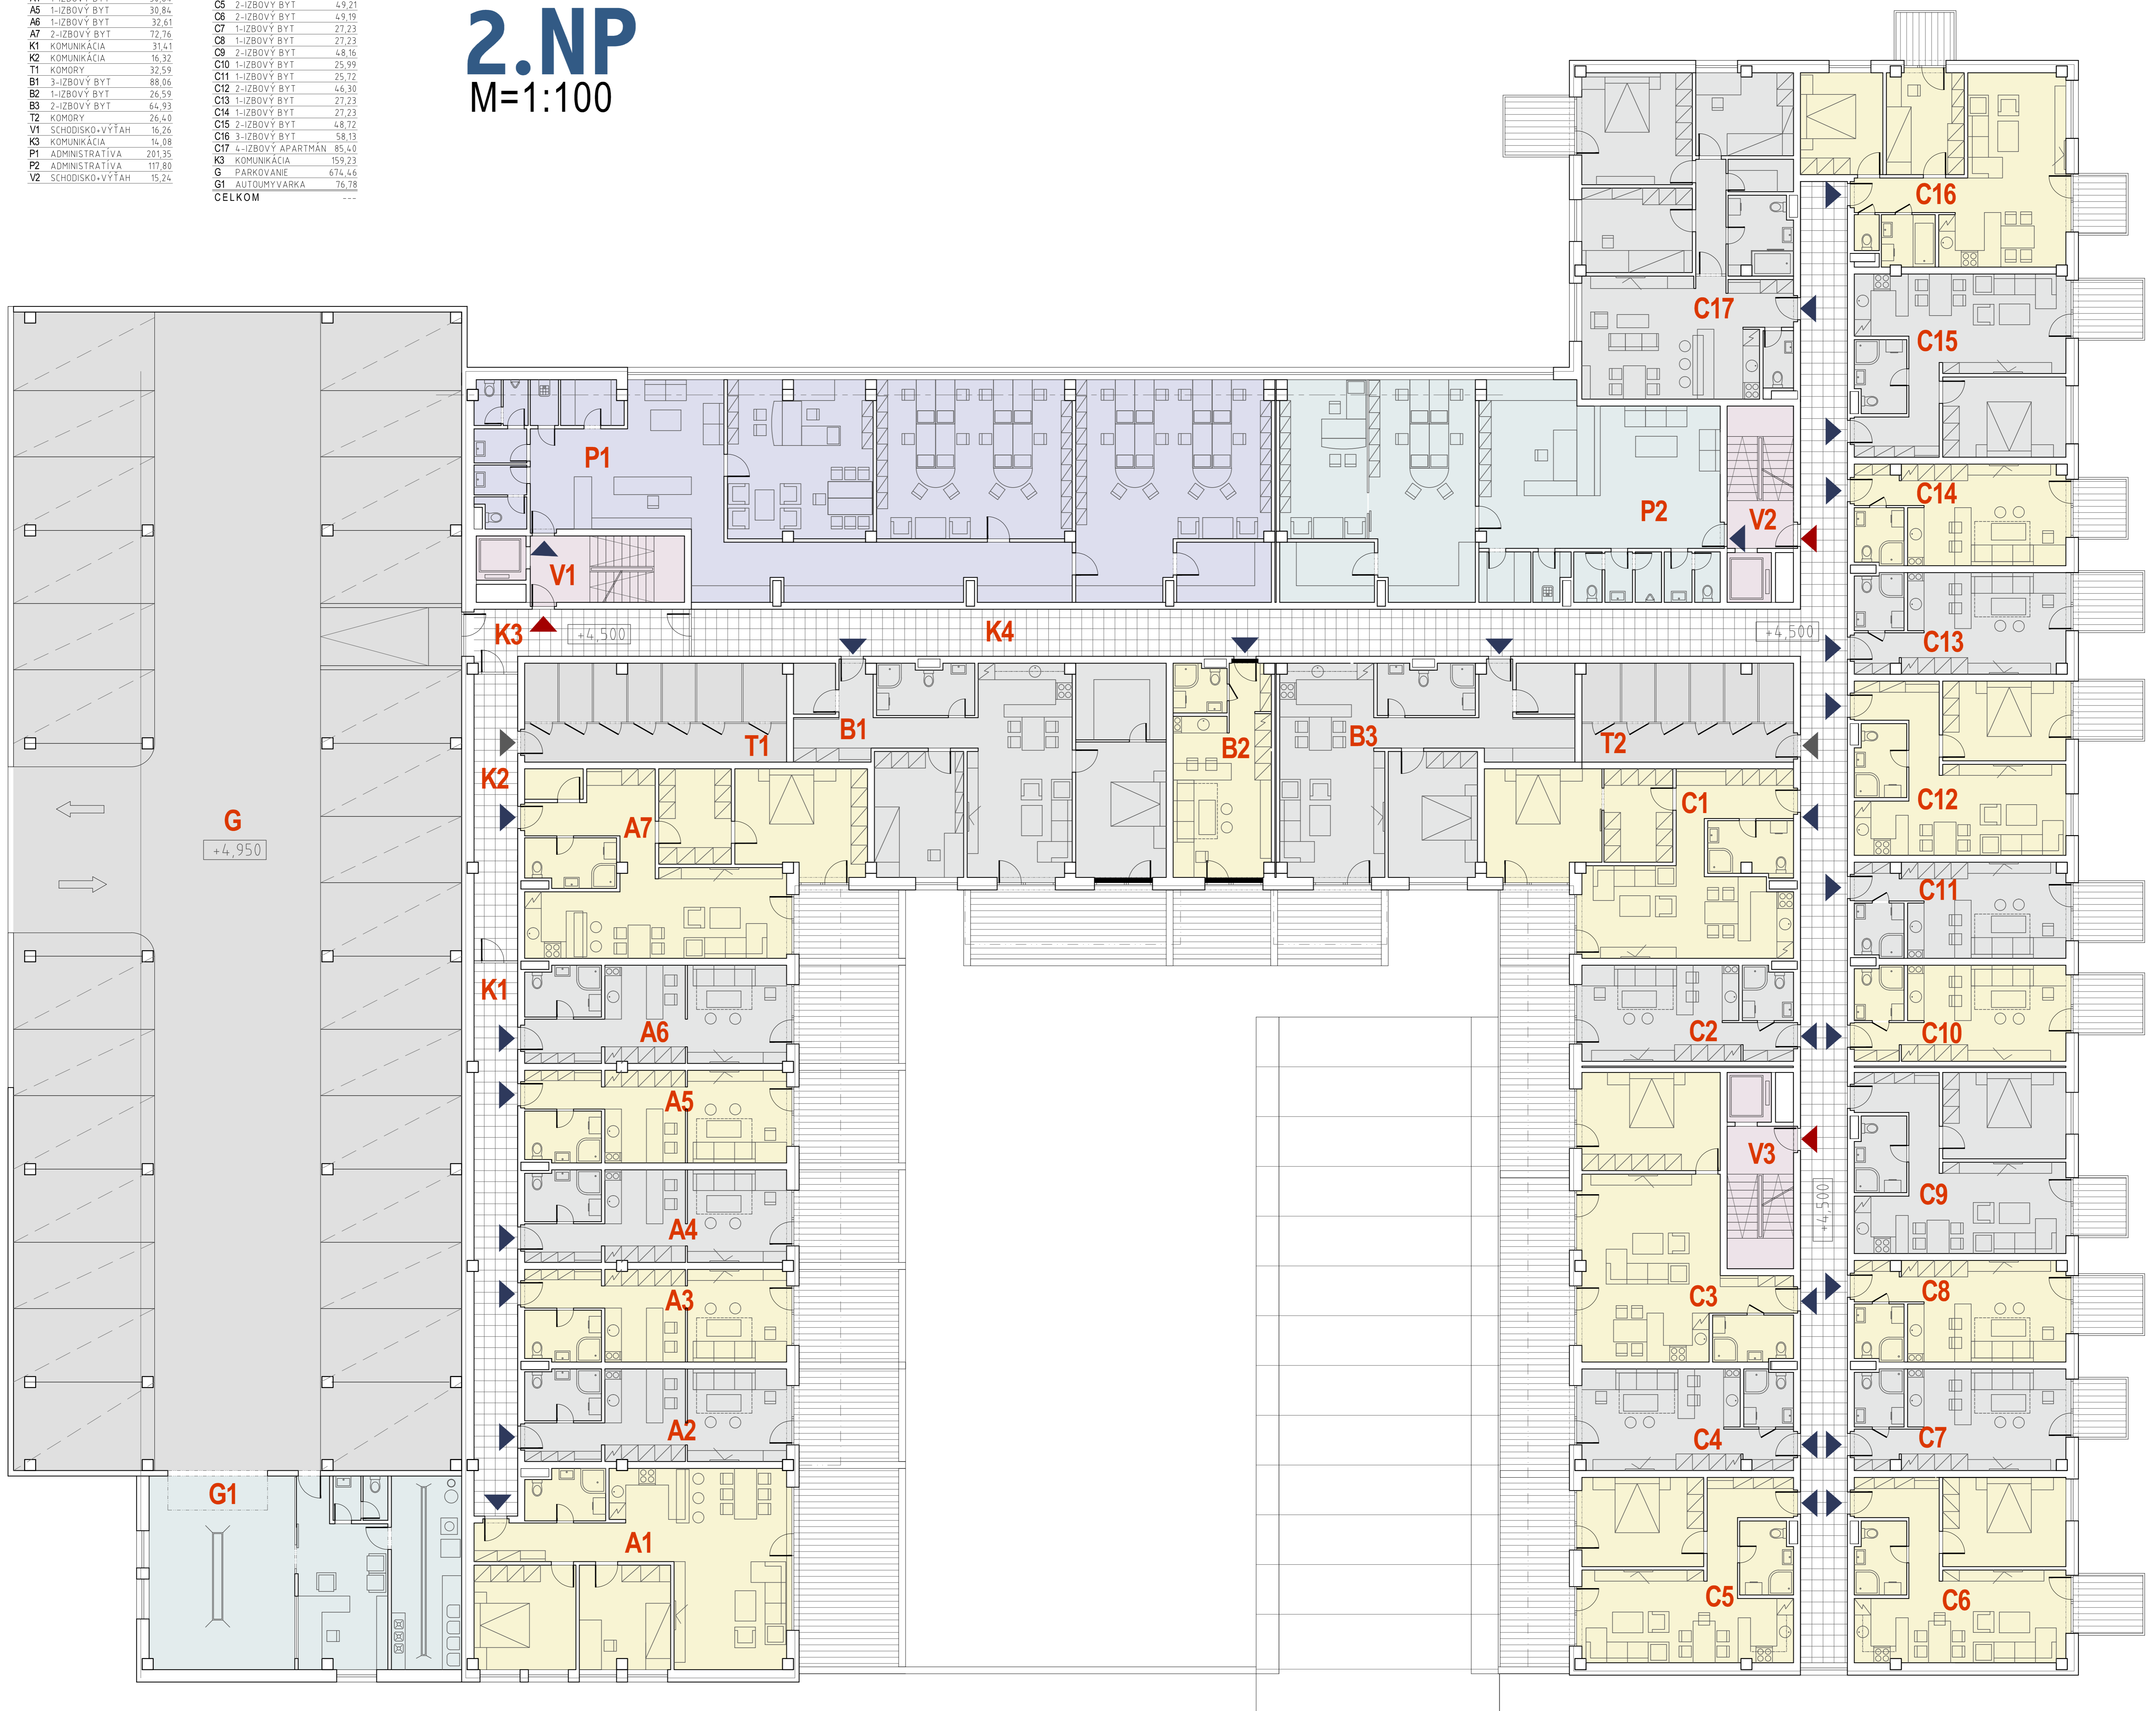 A5 1-IZBOVÝ BYT 30,84
A6 1-IZBOVÝ BYT 32,61
A7 2-IZBOVÝ BYT 72,76
K1 KOMUNIKÁCIA 31,41
K2 KOMUNIKÁCIA 16,32
T1 KOMORY 32,59
B1 3-IZBOVÝ BYT 88,06
B2 1-IZBOVÝ BYT 26,59
B3 2-IZBOVÝ BYT 64,93
T2 KOMORY 26,40
V1 SCHODISKO+VÝŤAH 16,26
K3 KOMUNIKÁCIA 14,08
P1 ADMINISTRATÍVA 201,35
P2 ADMINISTRATÍVA 117,80
V2 SCHODISKO+VÝŤAH 15,24
C5 2-IZBOVÝ BYT 49,21
C6 2-IZBOVÝ BYT 49,19
C7 1-IZBOVÝ BYT 27,23
C8 1-IZBOVÝ BYT 27,23
C9 2-IZBOVÝ BYT 48,16
C10 1-IZBOVÝ BYT 25,99
C11 1-IZBOVÝ BYT 25,72
C12 2-IZBOVÝ BYT 46,30
C13 1-IZBOVÝ BYT 27,23
C14 1-IZBOVÝ BYT 27,23
C15 2-IZBOVÝ BYT 48,72
C16 3-IZBOVÝ BYT 58,13
C17 4-IZBOVÝ APARTMÁN 85,40
K3 KOMUNIKÁCIA 159,23
G PARKOVANIE 674,46
G1 AUTOUMYVARKA 76,78
CELKOM ---
2.NP
M=1:100
C16
C17
C15
P1
C14
P2
V2
V1
K3
+4,500
K4
+4,500
C13
T1
B1
B2
B3
T2
K2
C12
C1
G
+4,950
A7
C11
K1
A6
C2
C10
A5
V3
A4
C9
+4,500
A3
C3
C8
A2
C4
C7
G1
A1
C5
C6